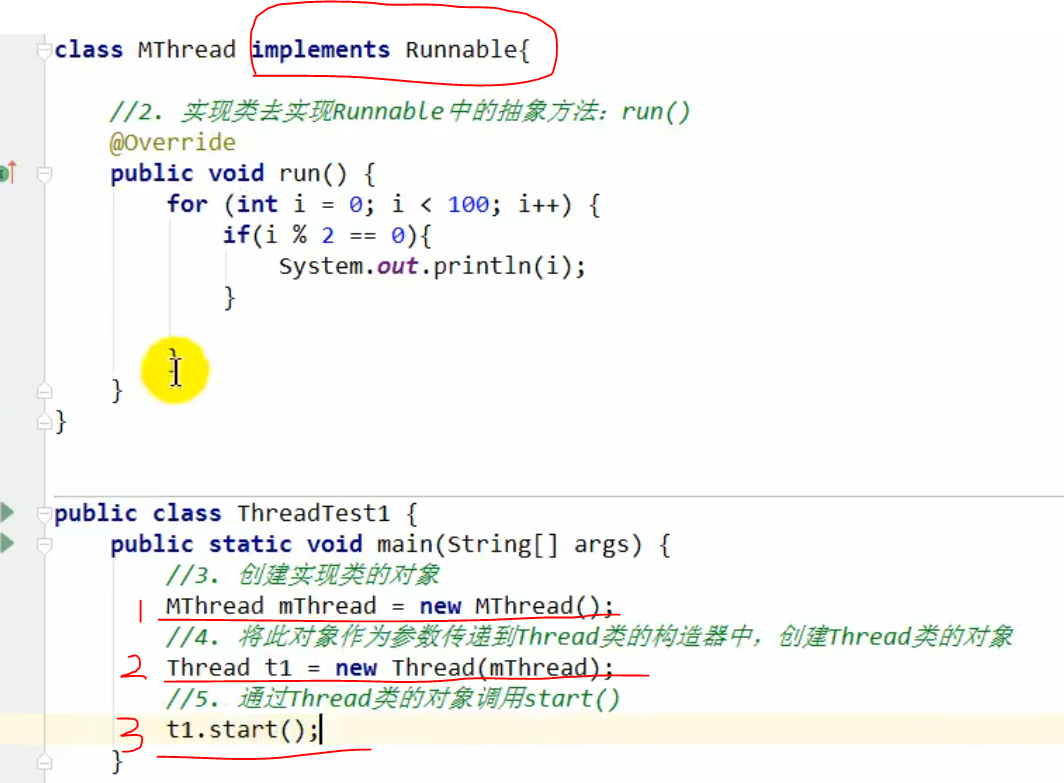 class MThread implements Runnable{
//2. 实现类去实现Runnable中的抽象方法：run()
@Override
public void run() {
for (int i = 0; i < 100; i++) {
if(i % 2 == 0){
System.out.println(i);
}
}
}
}
public class ThreadTest1 {
public static void main(String[] args) {
//3. 创建实现类的对象
1 MThread mThread = new MThread();
//4. 将此对象作为参数传递到Thread类的构造器中，创建Thread类的对象
2 Thread t1 = new Thread(mThread);
//5. 通过Thread类的对象调用start()
3 t1.start();
}